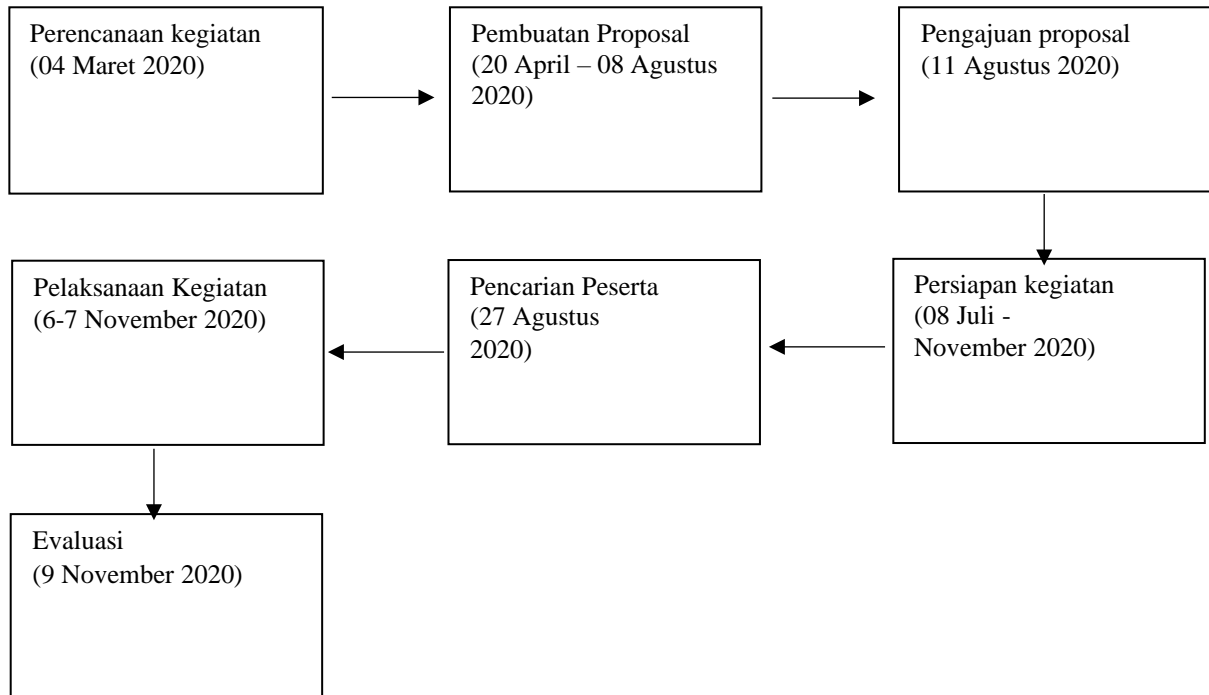 Perencanaan kegiatan
(04 Maret 2020)
Pembuatan Proposal
(20 April – 08 Agustus
2020)
Pengajuan proposal
(11 Agustus 2020)
Persiapan kegiatan
(08 Juli -
November 2020)
Pencarian Peserta
(27 Agustus
2020)
Pelaksanaan Kegiatan
(6-7 November 2020)
Evaluasi
(9 November 2020)